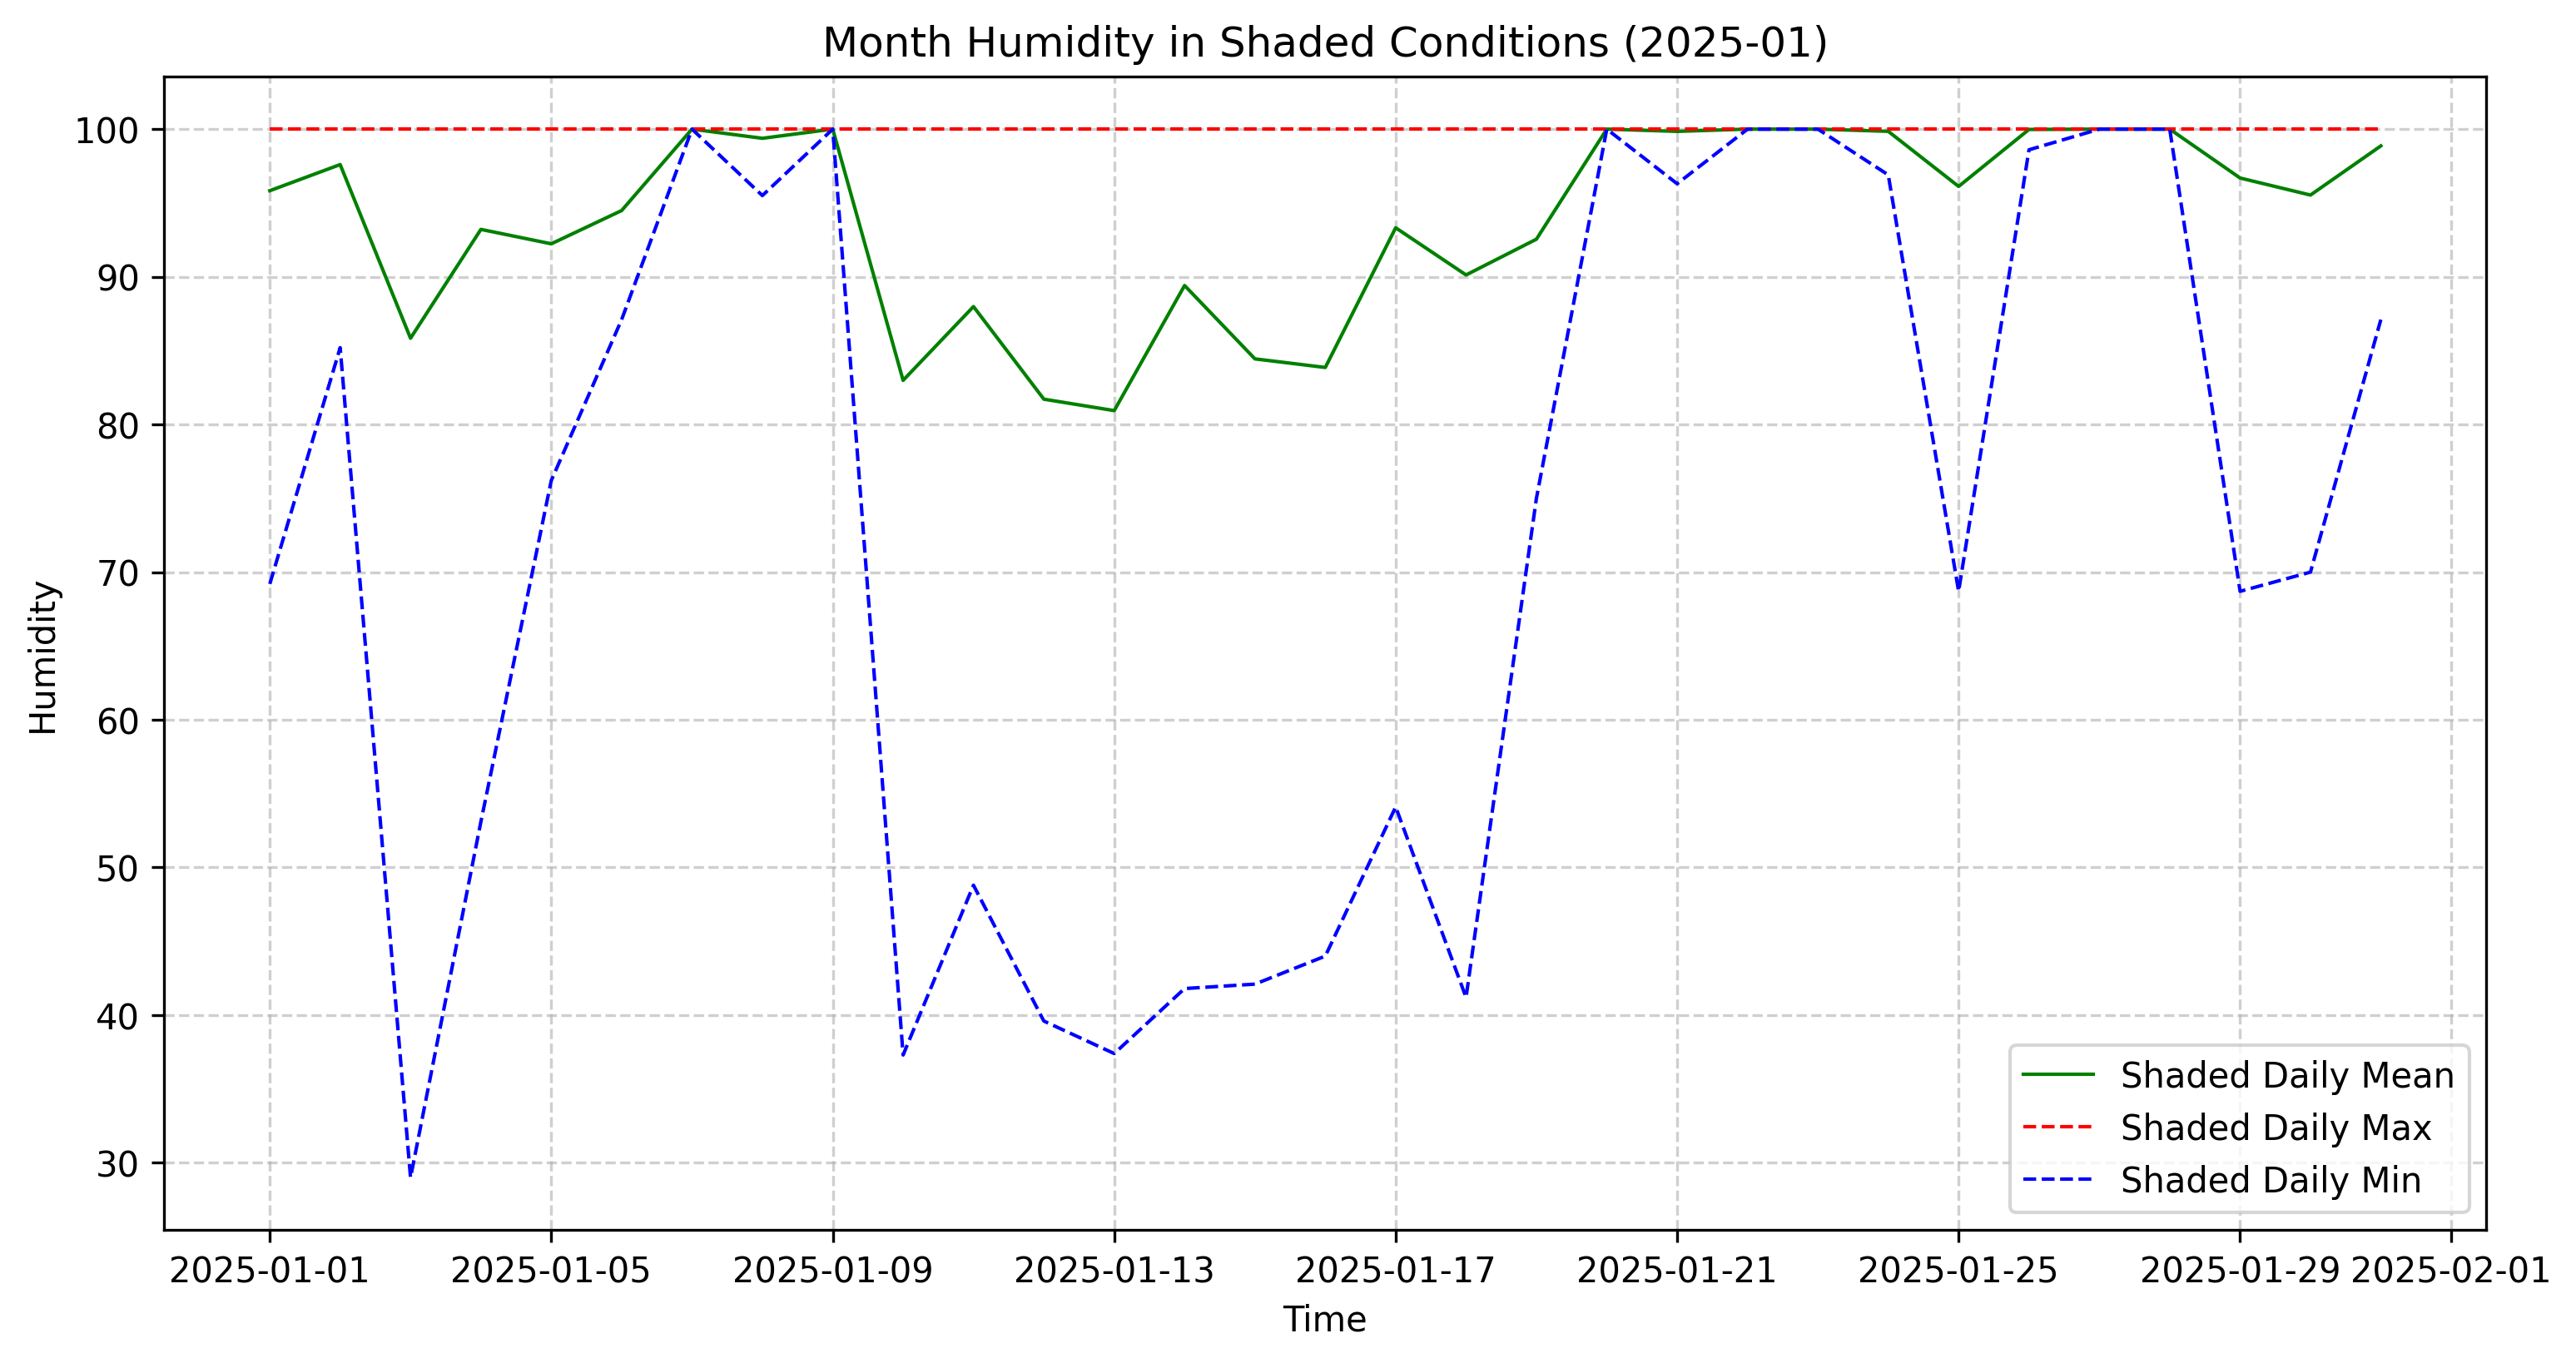 Month Humidity in Shaded Conditions (2025-01)
100
90
80
70
60
50
40
30
Humidity
Shaded Daily Mean
Shaded Daily Max
Shaded Daily Min
2025-01-01 2025-01-05 2025-01-09 2025-01-13 2025-01-17 2025-01-21 2025-01-25 2025-01-29 2025-02-01
Time